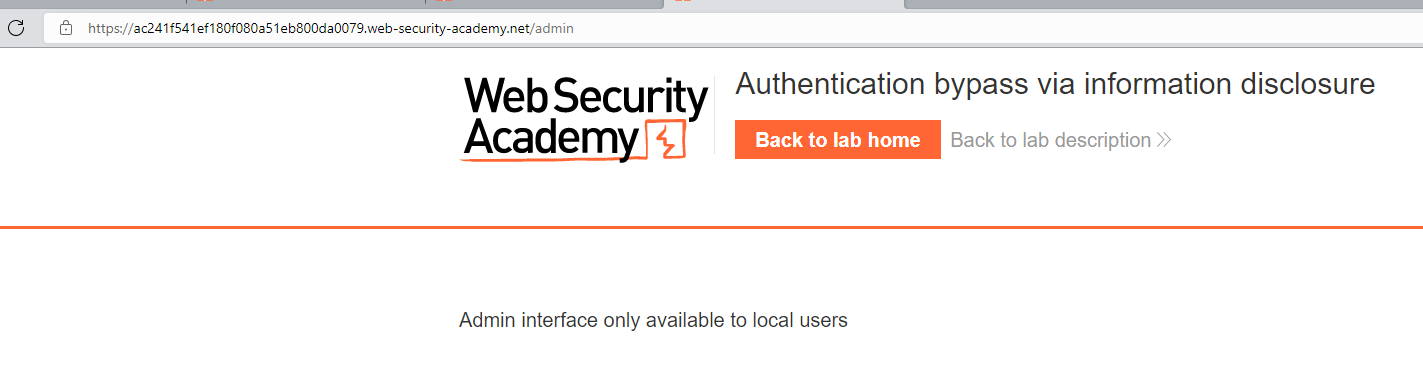 https://ac241f541ef180f080a51eb800da0079.web-security-academy.net/admin
Web Security
Academy
Authentication bypass via information disclosure
Back to lab home
Back to lab description
Admin interface only available to local users